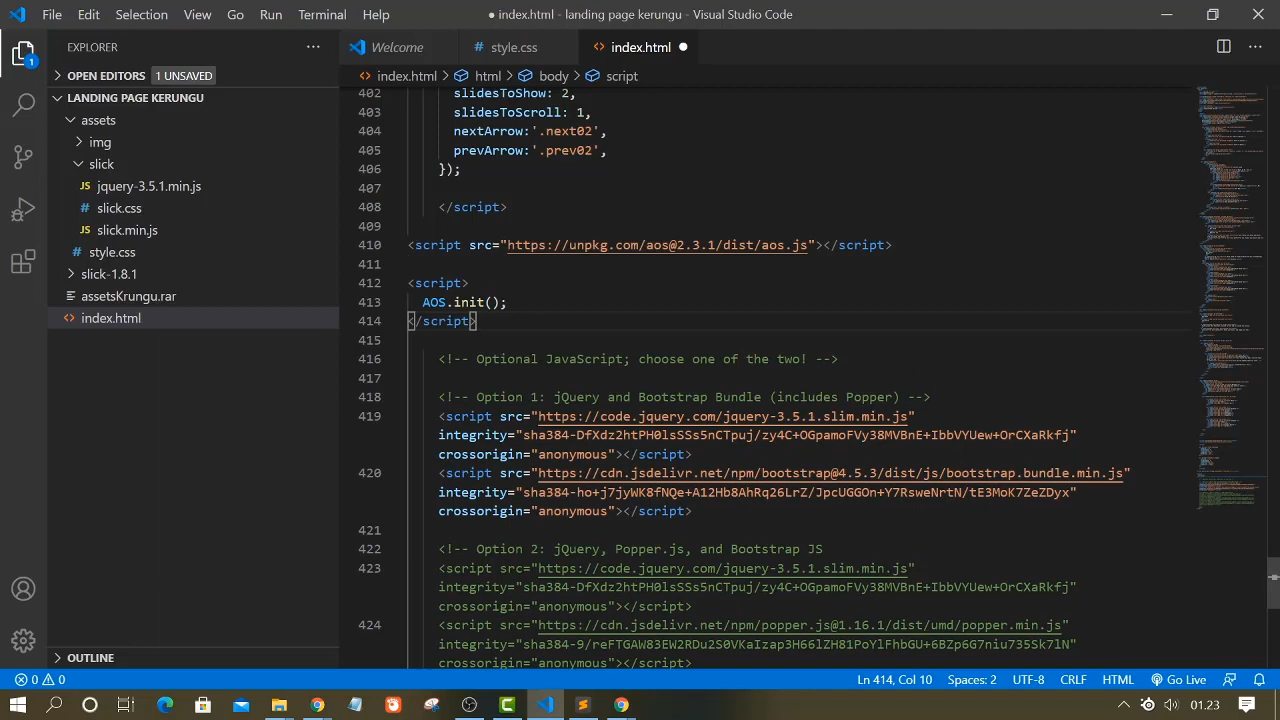 File Edit Selection View Go Run Terminal Help
● index.html - landing page kerungu - Visual Studio Code
EXPLORER
OPEN EDITORS 1 UNSAVED
LANDING PAGE KERUNGU
assets
img
slick
JS jquery-3.5.1.min.js
# slick.css
JS slick.min.js
# style.css
slick-1.8.1
assetsKrungu.rar
<> index.html
OUTLINE
Welcome # style.css <> index.html ●
<> index.html > html > body > script
402 slidesToShow: 2,
403 slidesToScroll: 1,
404 nextArrow: '.next02',
405 prevArrow: '.prev02',
406 });
407
408 </script>
409
410 <script src="https://unpkg.com/aos@2.3.1/dist/aos.js"></script>
411
412 <script>
413 AOS.init();
414 </script>
415
416 <!-- Optional JavaScript; choose one of the two! -->
417
418 <!-- Option 1: jQuery and Bootstrap Bundle (includes Popper) -->
419 <script src="https://code.jquery.com/jquery-3.5.1.slim.min.js"
integrity="sha384-DfXdz2htPH0lsSSs5nCTpuj/zy4C+OGpamoFVy38MVBnE+IbbVYUew+OrCXaRkfj"
crossorigin="anonymous"></script>
420 <script src="https://cdn.jsdelivr.net/npm/bootstrap@4.5.3/dist/js/bootstrap.bundle.min.js"
crossorigin="anonymous"></script>
421
422 <!-- Option 2: jQuery, Popper.js, and Bootstrap JS
423 <script src="https://code.jquery.com/jquery-3.5.1.slim.min.js"
integrity="sha384-DfXdz2htPH0lsSSs5nCTpuj/zy4C+OGpamoFVy38MVBnE+IbbVYUew+OrCXaRkfj"
crossorigin="anonymous"></script>
424 <script src="https://cdn.jsdelivr.net/npm/popper.js@1.16.1/dist/umd/popper.min.js"
integrity="sha384-9/reFTGAW83EW2RDu2S0VKaIzap3H66lZH81PoYlFhbGU+6BZp6G7niu735Sk7lN"
crossorigin="anonymous"></script>
0 0 Ln 414, Col 10 Spaces: 2 UTF-8 CRLF HTML Go Live
01.23